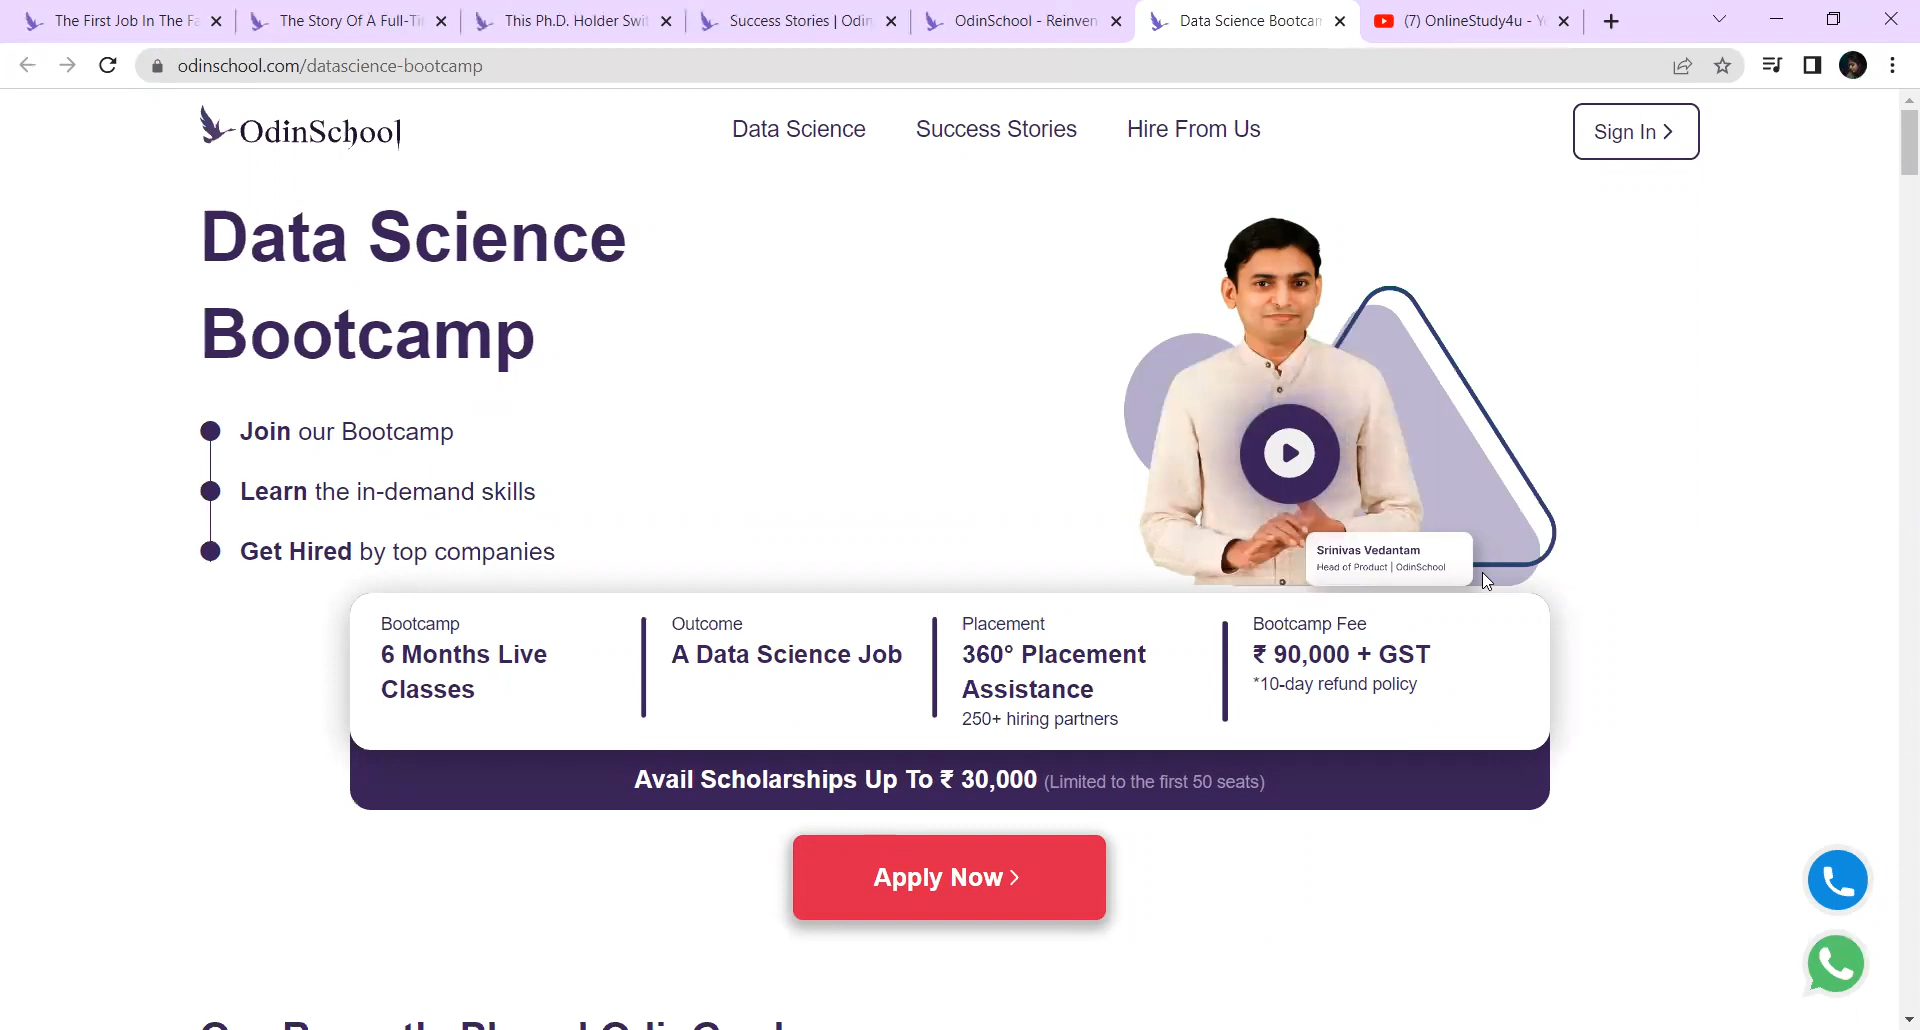 The First Job In The Fa
The Story Of A Full-Ti
This Ph.D. Holder Swit
Success Stories | Odin
OdinSchool - Reinven
Data Science Bootcam
(7) OnlineStudy4u - Yo
odinschool.com/datascience-bootcamp
OdinSchool
Data Science
Success Stories
Hire From Us
Sign In >
Data Science
Bootcamp
Join our Bootcamp
Learn the in-demand skills
Get Hired by top companies
Srinivas Vedantam
Head of Product | OdinSchool
Bootcamp
6 Months Live
Classes
Outcome
A Data Science Job
Placement
360° Placement
Assistance
250+ hiring partners
Bootcamp Fee
₹ 90,000 + GST
*10-day refund policy
Avail Scholarships Up To ₹ 30,000 (Limited to the first 50 seats)
Apply Now >